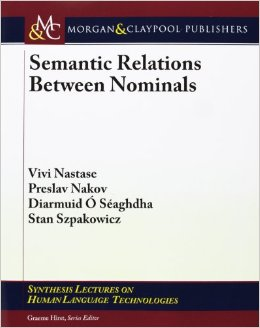 M
&C
MORGAN&CLAYPOOL PUBLISHERS
Semantic Relations
Between Nominals
Vivi Nastase
Preslav Nakov
Diarmuid Ó Séaghdha
Stan Szpakowicz
SYNTHESIS LECTURES ON
HUMAN LANGUAGE TECHNOLOGIES
Graeme Hirst, Series Editor